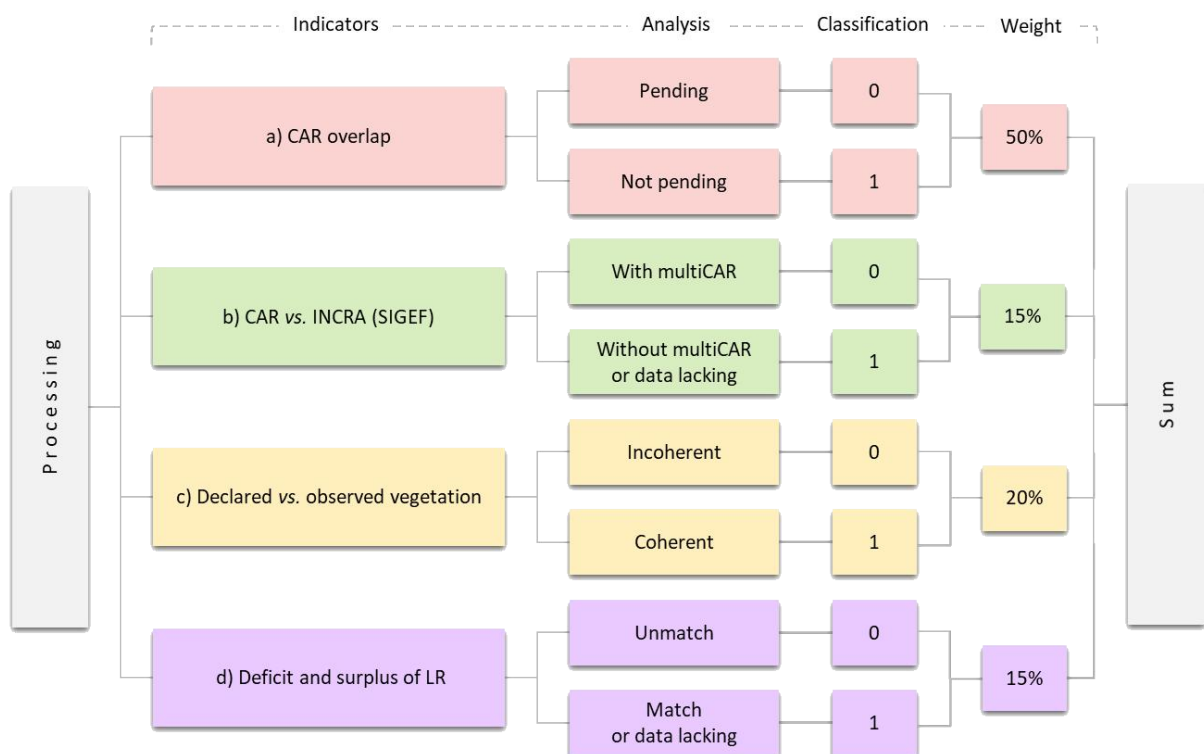 Indicators Analysis Classification Weight
Processing
a) CAR overlap
Pending
0
Not pending
1
50%
b) CAR vs. INCRA (SIGEF)
With multiCAR
0
Without multiCAR
or data lacking
1
15%
c) Declared vs. observed vegetation
Incoherent
0
Coherent
1
20%
d) Deficit and surplus of LR
Unmatch
0
Match
or data lacking
1
15%
Sum